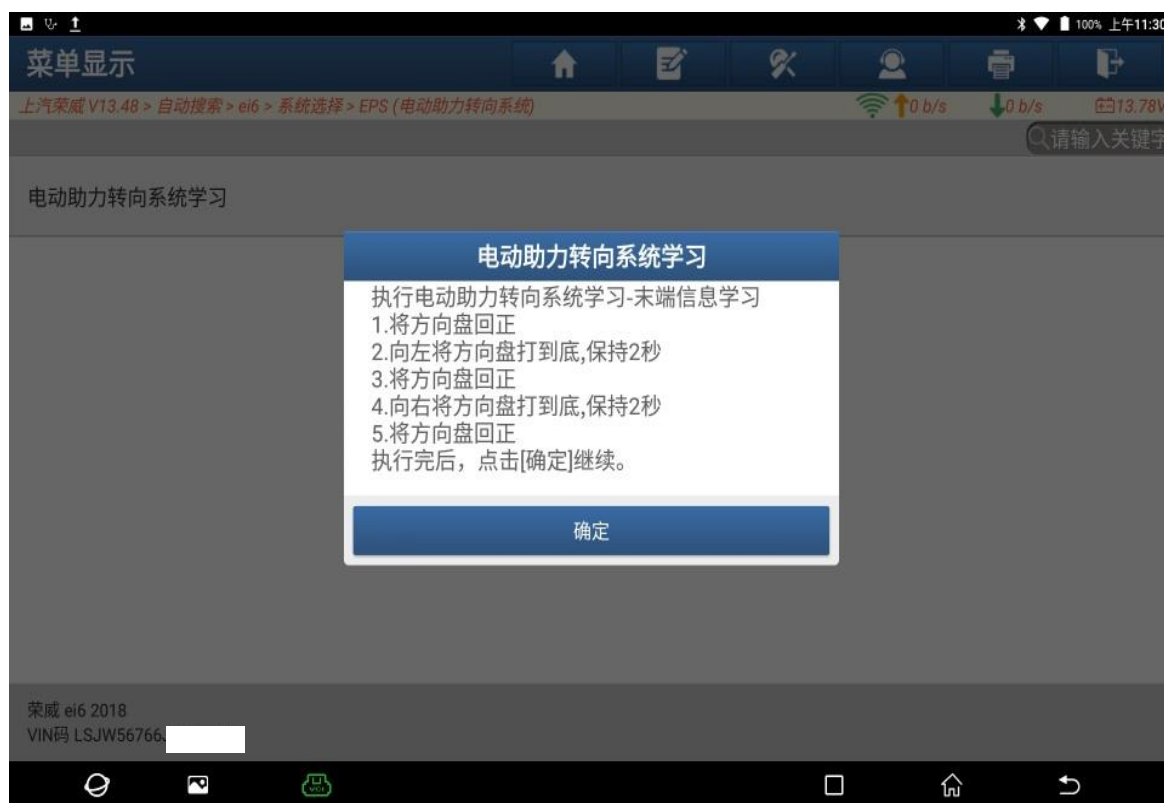 100% 上午11:30
菜单显示
上汽荣威 V13.48 > 自动搜索 > ei6 > 系统选择 > EPS (电动助力转向系统)
0 b/s 0 b/s 13.78V
请输入关键字
电动助力转向系统学习
电动助力转向系统学习
执行电动助力转向系统学习-末端信息学习
1.将方向盘回正
2.向左将方向盘打到底,保持2秒
3.将方向盘回正
4.向右将方向盘打到底,保持2秒
5.将方向盘回正
执行完后，点击[确定]继续。
确定
荣威 ei6 2018
VIN码 LSJW56766
VCI